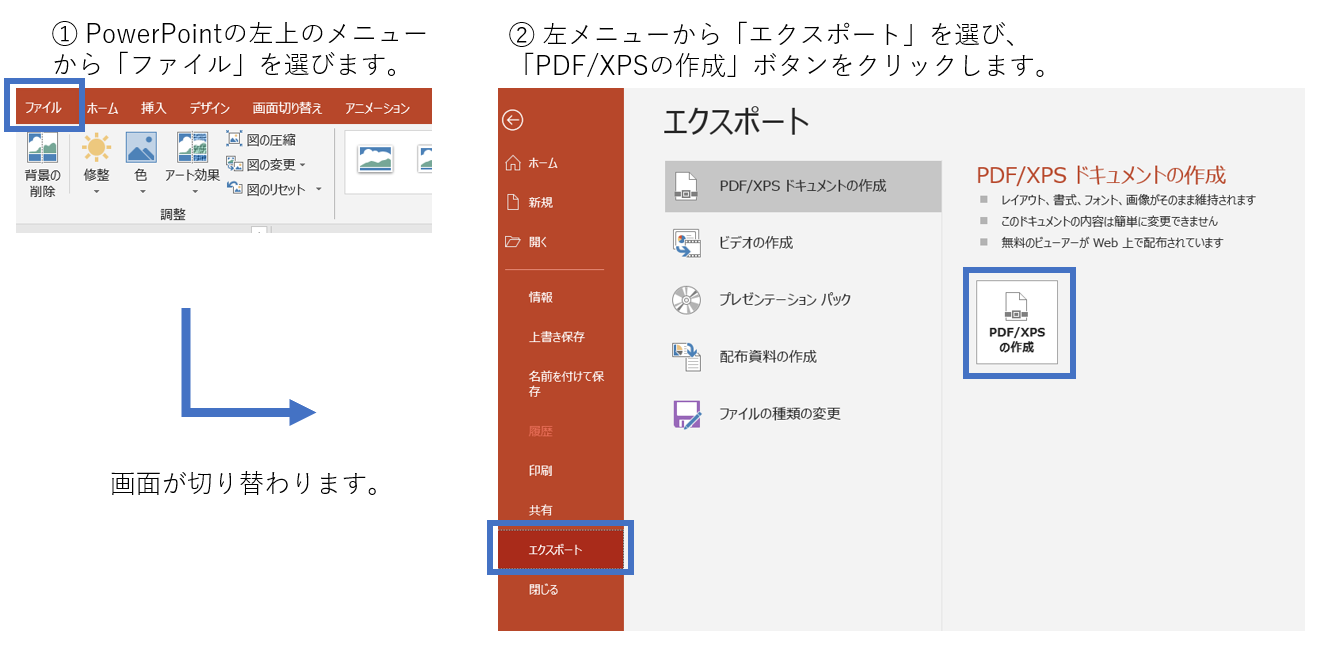 ① PowerPointの左上のメニュー
から「ファイル」を選びます。
ファイル ホーム 挿入 デザイン 画面切り替え アニメーション
背景の
削除
修整
色
アート効果
図の圧縮
図の変更
図のリセット
調整
画面が切り替わります。
② 左メニューから「エクスポート」を選び、
「PDF/XPSの作成」ボタンをクリックします。
ホーム
新規
開く
情報
上書き保存
名前を付けて保
存
履歴
印刷
共有
エクスポート
閉じる
エクスポート
PDF/XPS ドキュメントの作成
ビデオの作成
プレゼンテーション パック
配布資料の作成
ファイルの種類の変更
PDF/XPS ドキュメントの作成
レイアウト、書式、フォント、画像がそのまま維持されます
このドキュメントの内容は簡単に変更できません
無料のビューアーが Web 上で配布されています
PDF/XPS
の作成